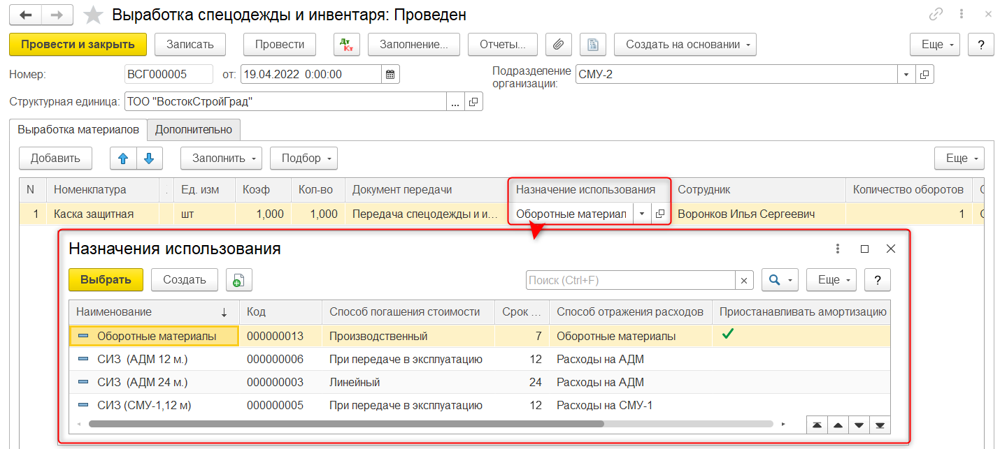 Выработка спецодежды и инвентаря: Проведен
Провести и закрыть Записать Провести Дт Кт Заполнение... Отчеты... Создать на основании Еще ?
Номер: ВСГ000005 от: 19.04.2022 0:00:00 Подразделение организации: СМУ-2
Структурная единица: ТОО "ВостокСтройГрад" ...
Выработка материалов Дополнительно
Добавить Заполнить Подбор Еще
N Номенклатура . Ед. изм Коэф Кол-во Документ передачи Назначение использования Сотрудник Количество оборотов
1 Каска защитная шт 1,000 1,000 Передача спецодежды и и... Оборотные материал Воронков Илья Сергеевич 1
Назначения использования
Выбрать Создать Поиск (Ctrl+F) × Еще ?
Наименование ↓ Код Способ погашения стоимости Срок ... Способ отражения расходов Приостанавливать амортизацию
Оборотные материалы 000000013 Производственный 7 Оборотные материалы
СИЗ (АДМ 12 м.) 000000006 При передаче в эксплуатацию 12 Расходы на АДМ
СИЗ (АДМ 24 м.) 000000003 Линейный 24 Расходы на АДМ
СИЗ (СМУ-1,12 м) 000000005 При передаче в эксплуатацию 12 Расходы на СМУ-1